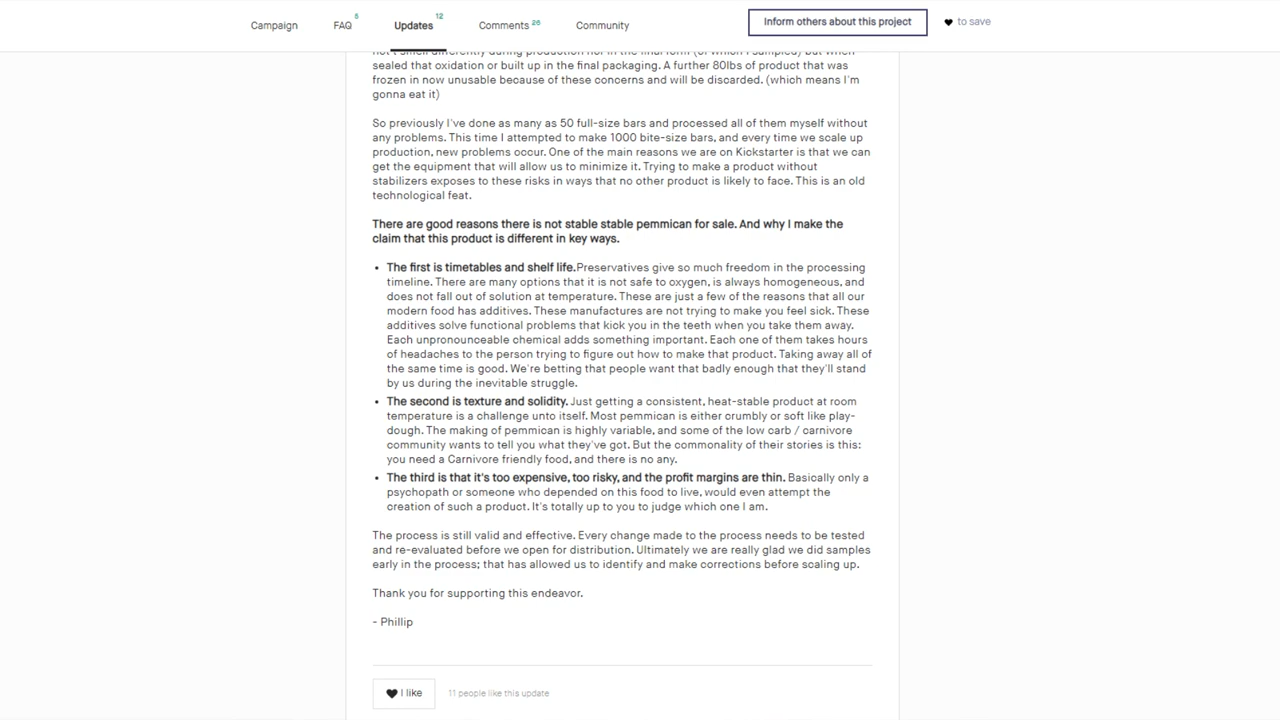 Campaign FAQ 5 Updates 12 Comments 26 Community Inform others about this project to save
not t smell differently during production nor in the final form (of which I sampled) but when
sealed that oxidation or built up in the final packaging. A further 80lbs of product that was
frozen in now unusable because of these concerns and will be discarded. (which means I'm
gonna eat it)
So previously I've done as many as 50 full-size bars and processed all of them myself without
any problems. This time I attempted to make 1000 bite-size bars, and every time we scale up
production, new problems occur. One of the main reasons we are on Kickstarter is that we can
get the equipment that will allow us to minimize it. Trying to make a product without
stabilizers exposes to these risks in ways that no other product is likely to face. This is an old
technological feat.
There are good reasons there is not stable stable pemmican for sale. And why I make the
claim that this product is different in key ways.
• The first is timetables and shelf life.Preservatives give so much freedom in the processing
timeline. There are many options that it is not safe to oxygen, is always homogeneous, and
does not fall out of solution at temperature. These are just a few of the reasons that all our
modern food has additives. These manufactures are not trying to make you feel sick. These
additives solve functional problems that kick you in the teeth when you take them away.
Each unpronounceable chemical adds something important. Each one of them takes hours
of headaches to the person trying to figure out how to make that product. Taking away all of
the same time is good. We're betting that people want that badly enough that they'll stand
by us during the inevitable struggle.
• The second is texture and solidity. Just getting a consistent, heat-stable product at room
temperature is a challenge unto itself. Most pemmican is either crumbly or soft like play-
dough. The making of pemmican is highly variable, and some of the low carb / carnivore
community wants to tell you what they've got. But the commonality of their stories is this:
you need a Carnivore friendly food, and there is no any.
• The third is that it's too expensive, too risky, and the profit margins are thin. Basically only a
psychopath or someone who depended on this food to live, would even attempt the
creation of such a product. It's totally up to you to judge which one I am.
The process is still valid and effective. Every change made to the process needs to be tested
and re-evaluated before we open for distribution. Ultimately we are really glad we did samples
early in the process; that has allowed us to identify and make corrections before scaling up.
Thank you for supporting this endeavor.
- Phillip
I like 11 people like this update